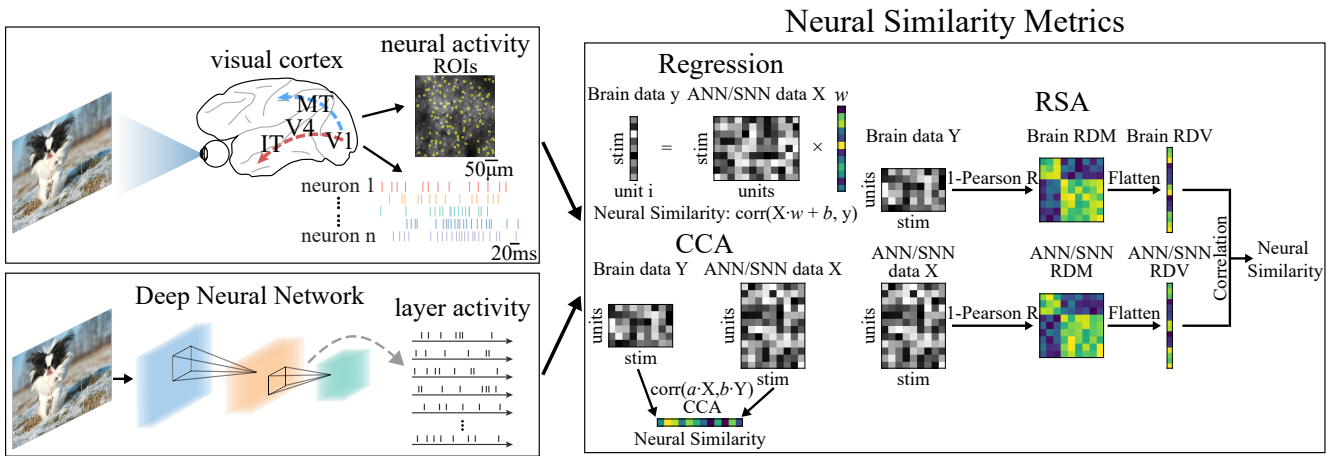 Neural Similarity Metrics
visual cortex
neural activity
ROIs
MT
V4
IT
V1
50μm
neuron 1
neuron n
20ms
Deep Neural Network
layer activity
Regression
Brain data y
ANN/SNN data X
w
stim
=
stim
×
unit i
units
Neural Similarity: corr(X·w + b, y)
CCA
Brain data Y
ANN/SNN data X
units
units
stim
stim
corr(a·X,b·Y)
CCA
Neural Similarity
RSA
Brain data Y
Brain RDM
Brain RDV
units
1-Pearson R
Flatten
stim
ANN/SNN
data X
ANN/SNN
RDM
ANN/SNN
RDV
units
1-Pearson R
Flatten
stim
Correlation
Neural
Similarity